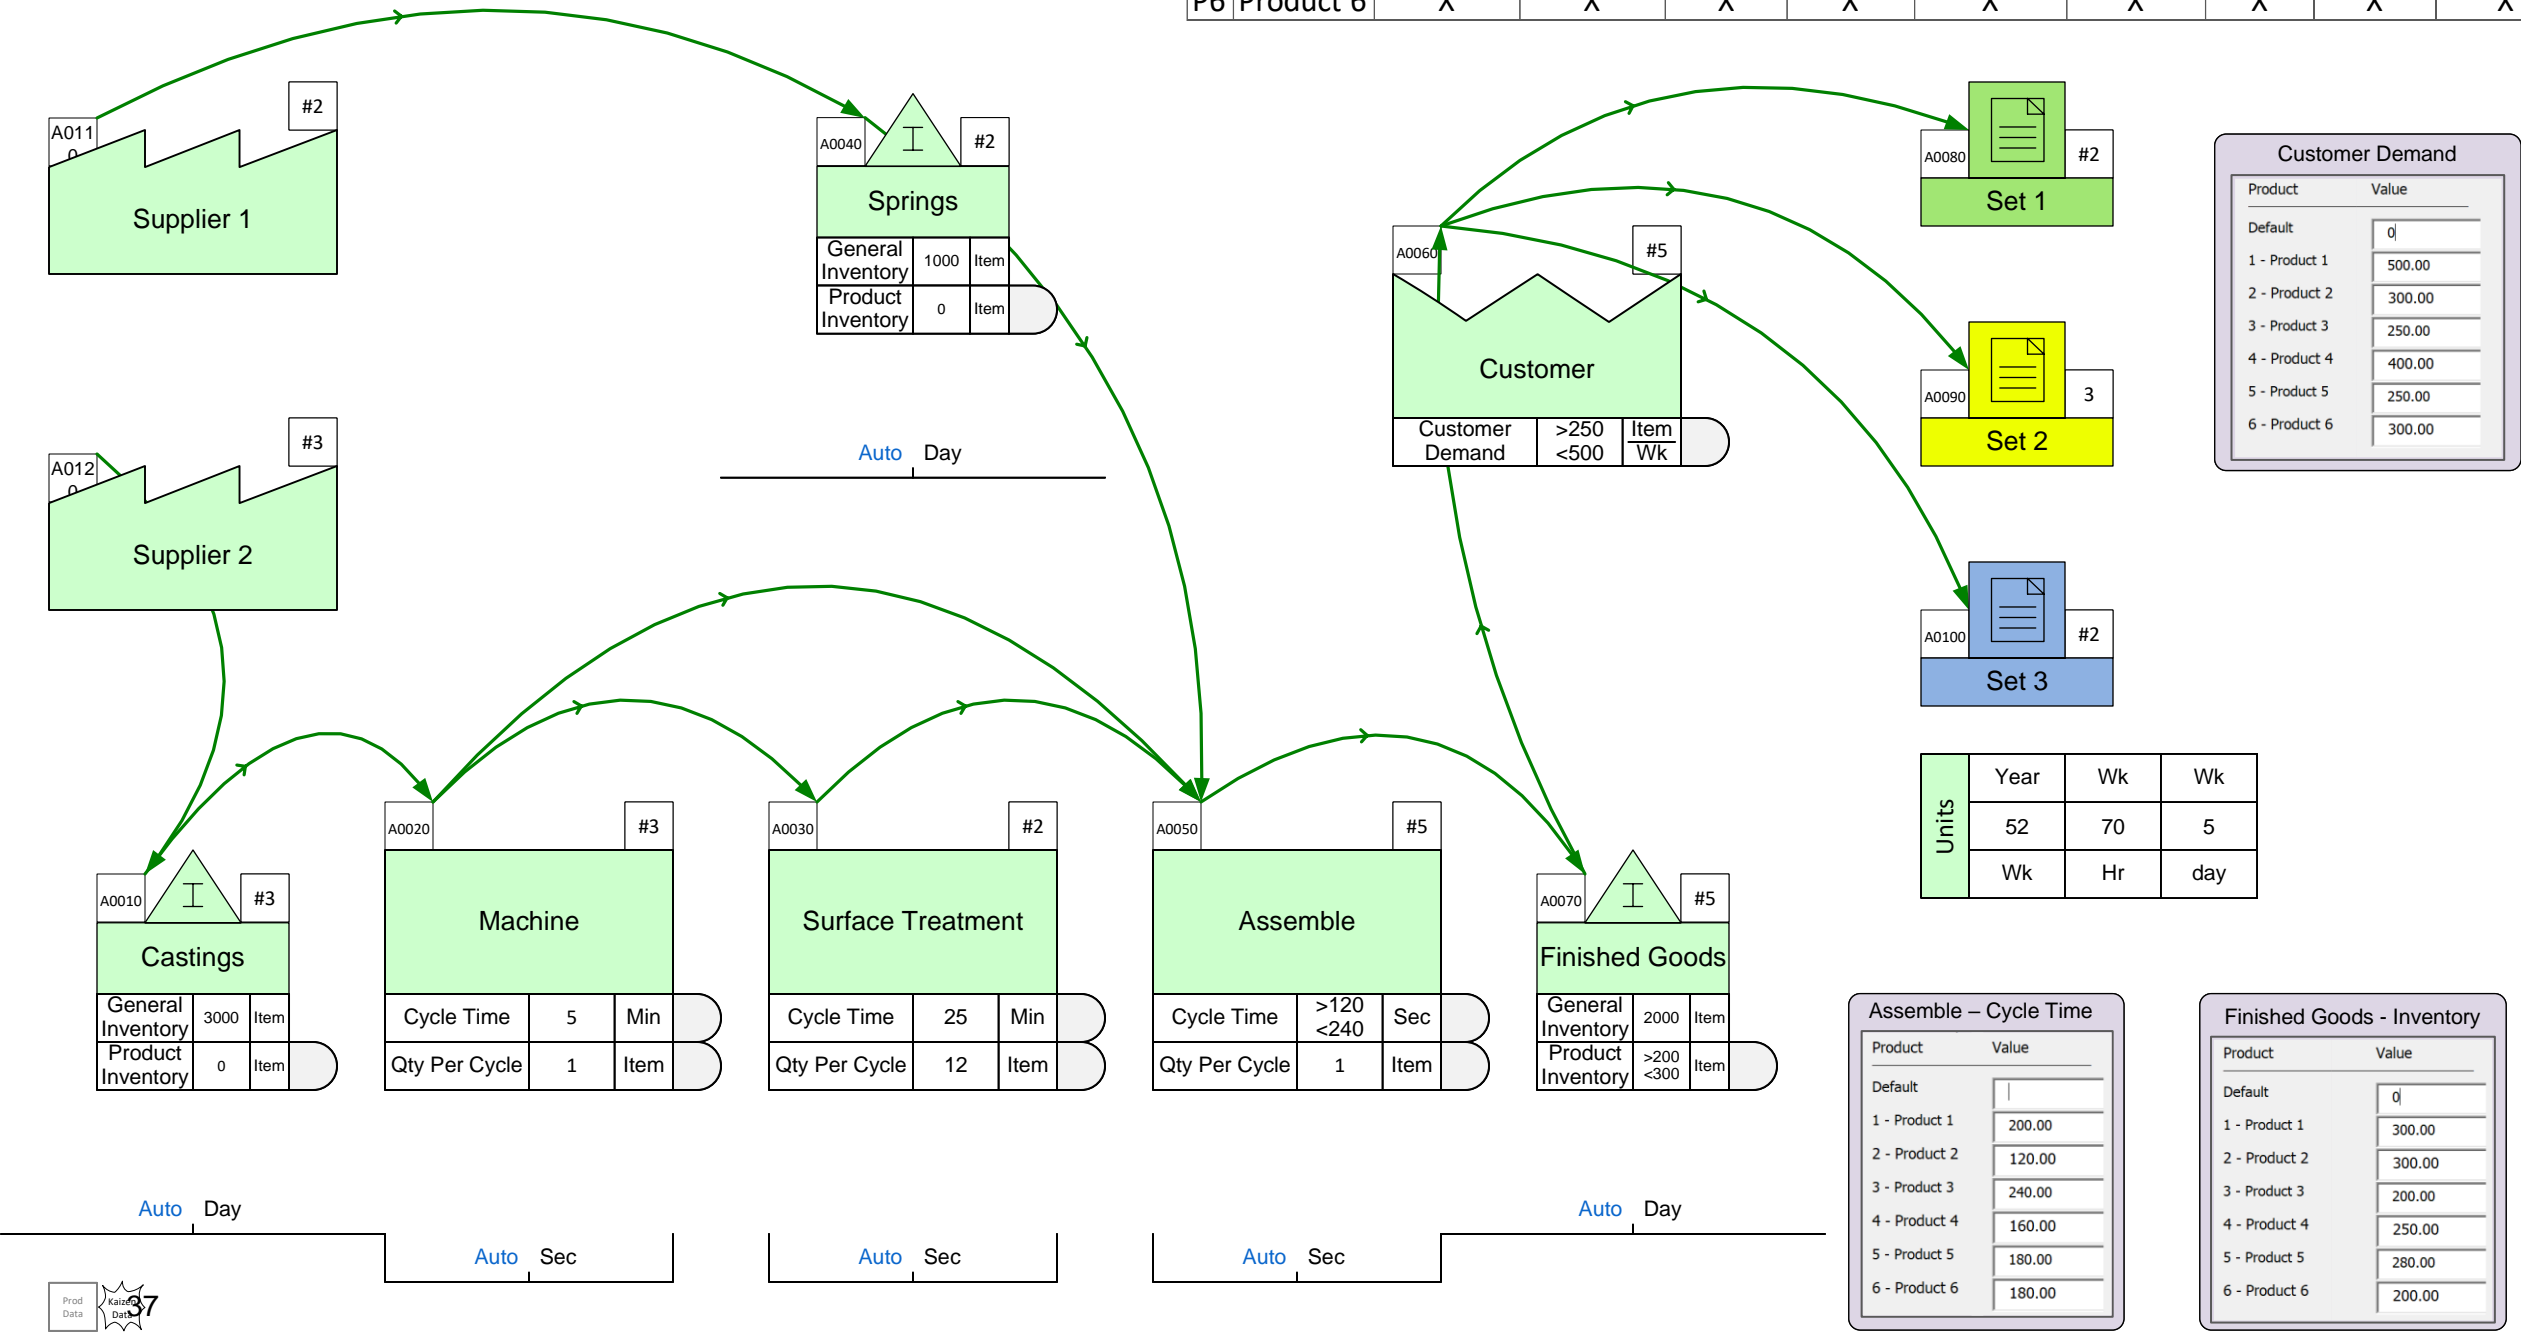 P6 Product 6 X X X X X X X X X
#2
A011
0
Supplier 1
A0040
#2
Springs
General Inventory 1000 Item
Product Inventory 0 Item
Auto Day
#3
A012
0
Supplier 2
A0060
#5
Customer
Customer Demand >250 <500 Item Wk
A0080
#2
Set 1
A0090
3
Set 2
A0100
#2
Set 3
Customer Demand
Product Value
Default 0
1 - Product 1 500.00
2 - Product 2 300.00
3 - Product 3 250.00
4 - Product 4 400.00
5 - Product 5 250.00
6 - Product 6 300.00
Units
Year Wk Wk
52 70 5
Wk Hr day
A0010
#3
Castings
General Inventory 3000 Item
Product Inventory 0 Item
A0020
#3
Machine
Cycle Time 5 Min
Qty Per Cycle 1 Item
A0030
#2
Surface Treatment
Cycle Time 25 Min
Qty Per Cycle 12 Item
A0050
#5
Assemble
Cycle Time >120 <240 Sec
Qty Per Cycle 1 Item
A0070
#5
Finished Goods
General Inventory 2000 Item
Product Inventory >200 <300 Item
Assemble – Cycle Time
Product Value
Default
1 - Product 1 200.00
2 - Product 2 120.00
3 - Product 3 240.00
4 - Product 4 160.00
5 - Product 5 180.00
6 - Product 6 180.00
Finished Goods - Inventory
Product Value
Default 0
1 - Product 1 300.00
2 - Product 2 300.00
3 - Product 3 200.00
4 - Product 4 250.00
5 - Product 5 280.00
6 - Product 6 200.00
Auto Day
Auto Sec
Auto Sec
Auto Sec
Auto Day
Prod Data
Kaizen Data
37